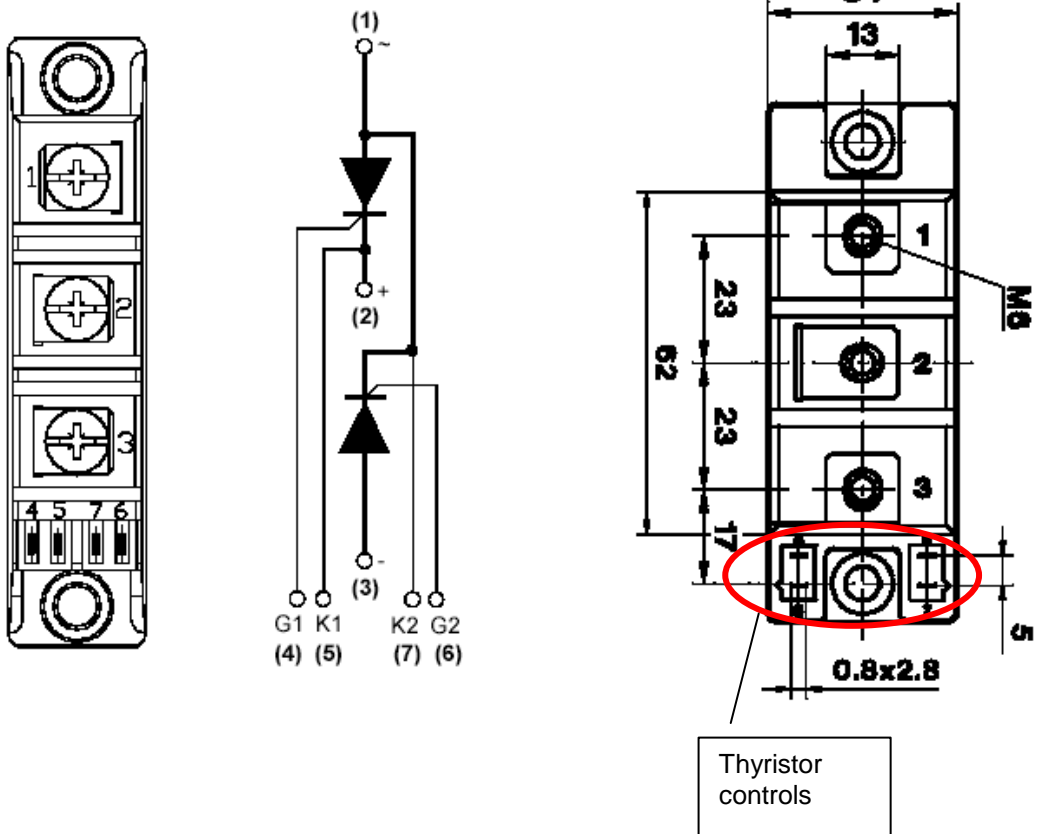 1
2
3
4 5 7 6
(1)
~
+
(2)
-
(3)
G1 K1 K2 G2
(4) (5) (7) (6)
13
1
M6
23
2
62
23
3
17
5
0.8x2.8
Thyristor
controls